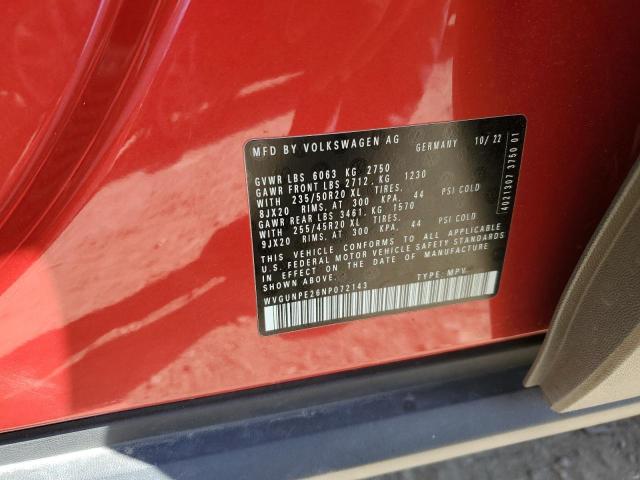 MFD BY VOLKSWAGEN AG GERMANY 10/22
GVWR LBS 6063 KG 2750
GAWR FRONT LBS 2712, KG 1230
WITH 235/50R20 XL TIRES,
8JX20 RIMS, AT 300 KPA, 44 PSI COLD
GAWR REAR LBS 3461, KG 1570
WITH 255/45R20 XL TIRES,
9JX20 RIMS, AT 300 KPA, 44 PSI COLD
THIS VEHICLE CONFORMS TO ALL APPLICABLE
U.S. FEDERAL MOTOR VEHICLE SAFETY STANDARDS
IN EFFECT ON THE DATE OF MANUFACTURE
SHOWN ABOVE.
WVGUNPE26NP072143 TYPE: MPV
4021307 3750 01